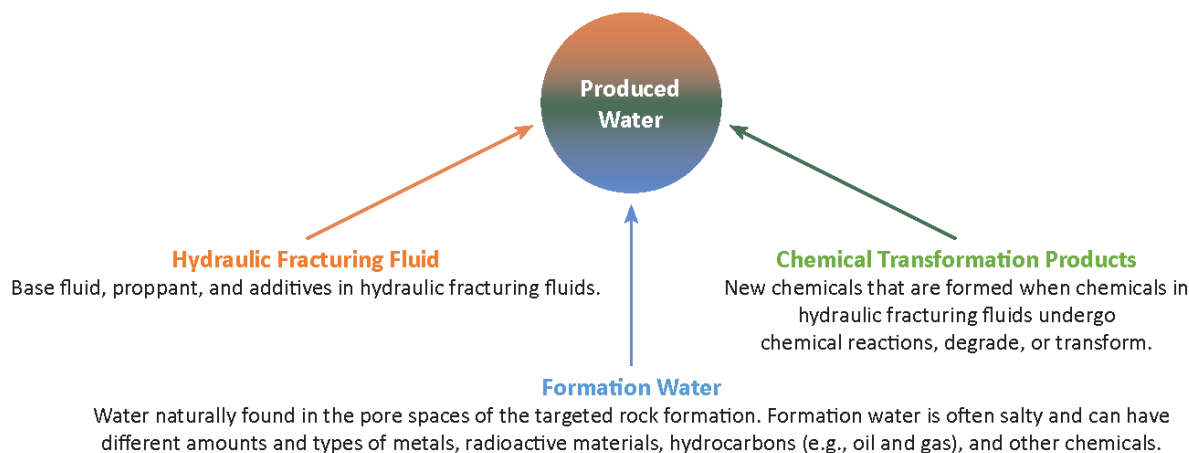 Produced
Water
Hydraulic Fracturing Fluid
Base fluid, proppant, and additives in hydraulic fracturing fluids.
Chemical Transformation Products
New chemicals that are formed when chemicals in
hydraulic fracturing fluids undergo
chemical reactions, degrade, or transform.
Formation Water
Water naturally found in the pore spaces of the targeted rock formation. Formation water is often salty and can have
different amounts and types of metals, radioactive materials, hydrocarbons (e.g., oil and gas), and other chemicals.